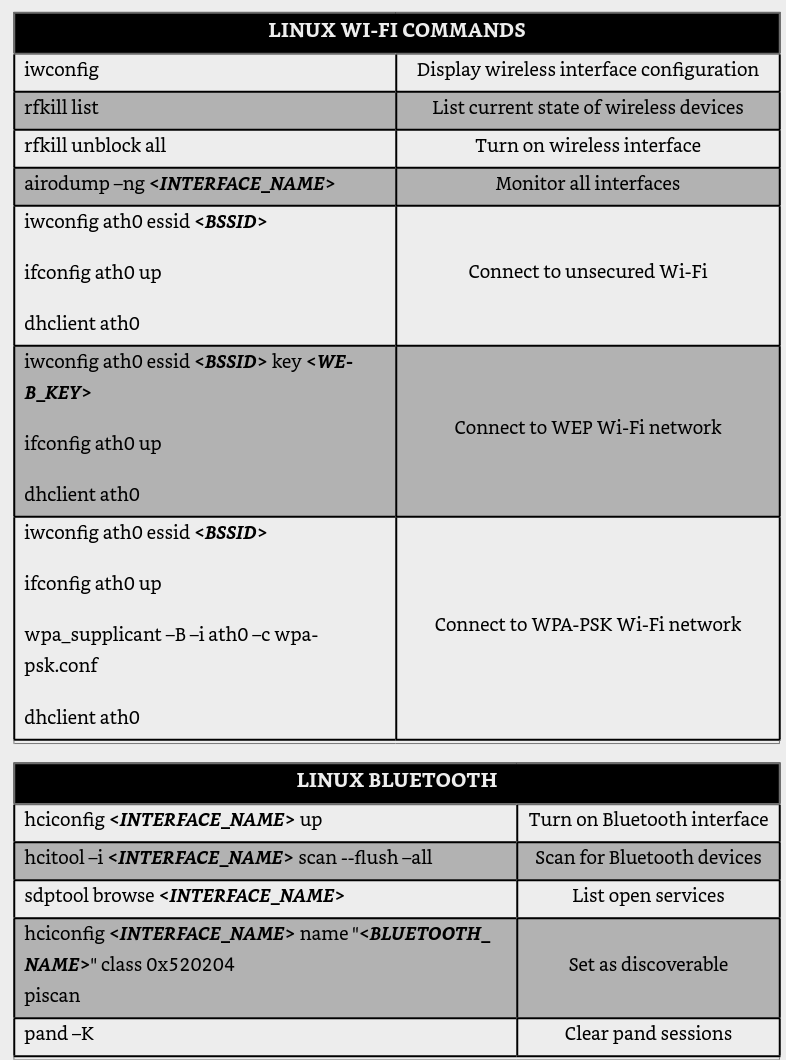 LINUX WI-FI COMMANDS
iwconfig
Display wireless interface configuration
rfkill list
List current state of wireless devices
rfkill unblock all
Turn on wireless interface
airodump –ng <INTERFACE_NAME>
Monitor all interfaces
iwconfig ath0 essid <BSSID>
ifconfig ath0 up
dhclient ath0
Connect to unsecured Wi-Fi
iwconfig ath0 essid <BSSID> key <WE-
B_KEY>
ifconfig ath0 up
dhclient ath0
Connect to WEP Wi-Fi network
iwconfig ath0 essid <BSSID>
ifconfig ath0 up
wpa_supplicant –B –i ath0 –c wpa-
psk.conf
dhclient ath0
Connect to WPA-PSK Wi-Fi network
LINUX BLUETOOTH
hciconfig <INTERFACE_NAME> up
Turn on Bluetooth interface
hcitool –i <INTERFACE_NAME> scan --flush –all
Scan for Bluetooth devices
sdptool browse <INTERFACE_NAME>
List open services
hciconfig <INTERFACE_NAME> name "<BLUETOOTH_
NAME>" class 0x520204
piscan
Set as discoverable
pand –K
Clear pand sessions